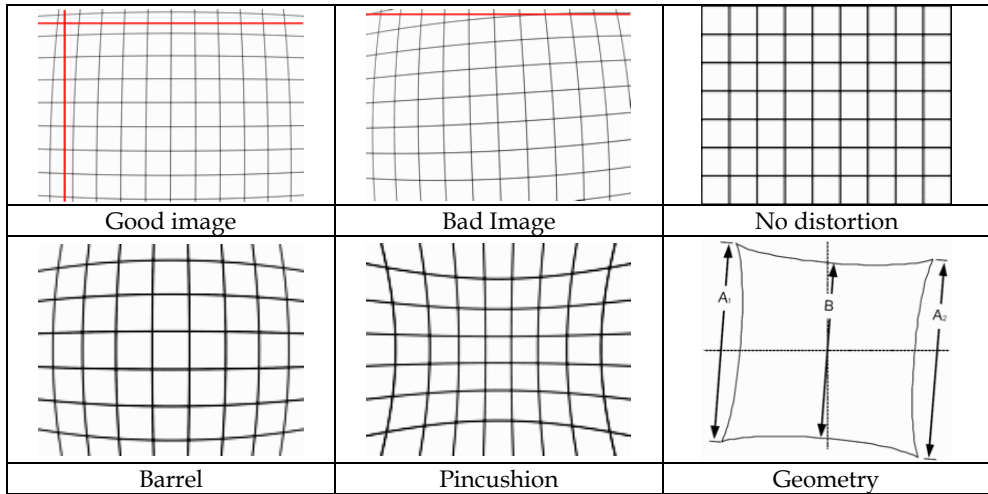 Good image
Bad Image
No distortion
A1
B
A2
Barrel
Pincushion
Geometry